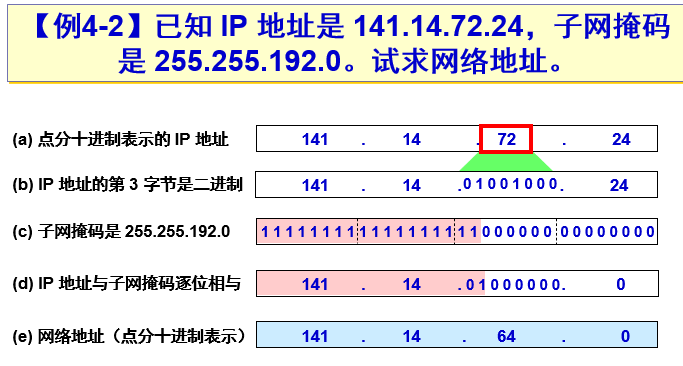 【例4-2】已知 IP 地址是 141.14.72.24，子网掩码
是 255.255.192.0。试求网络地址。
(a) 点分十进制表示的 IP 地址 141 . 14 . 72 . 24
(b) IP 地址的第 3 字节是二进制 141 . 14 .01001000. 24
(c) 子网掩码是 255.255.192.0 11111111 11111111 11000000 00000000
(d) IP 地址与子网掩码逐位相与 141 . 14 .01000000. 0
(e) 网络地址（点分十进制表示） 141 . 14 . 64 . 0